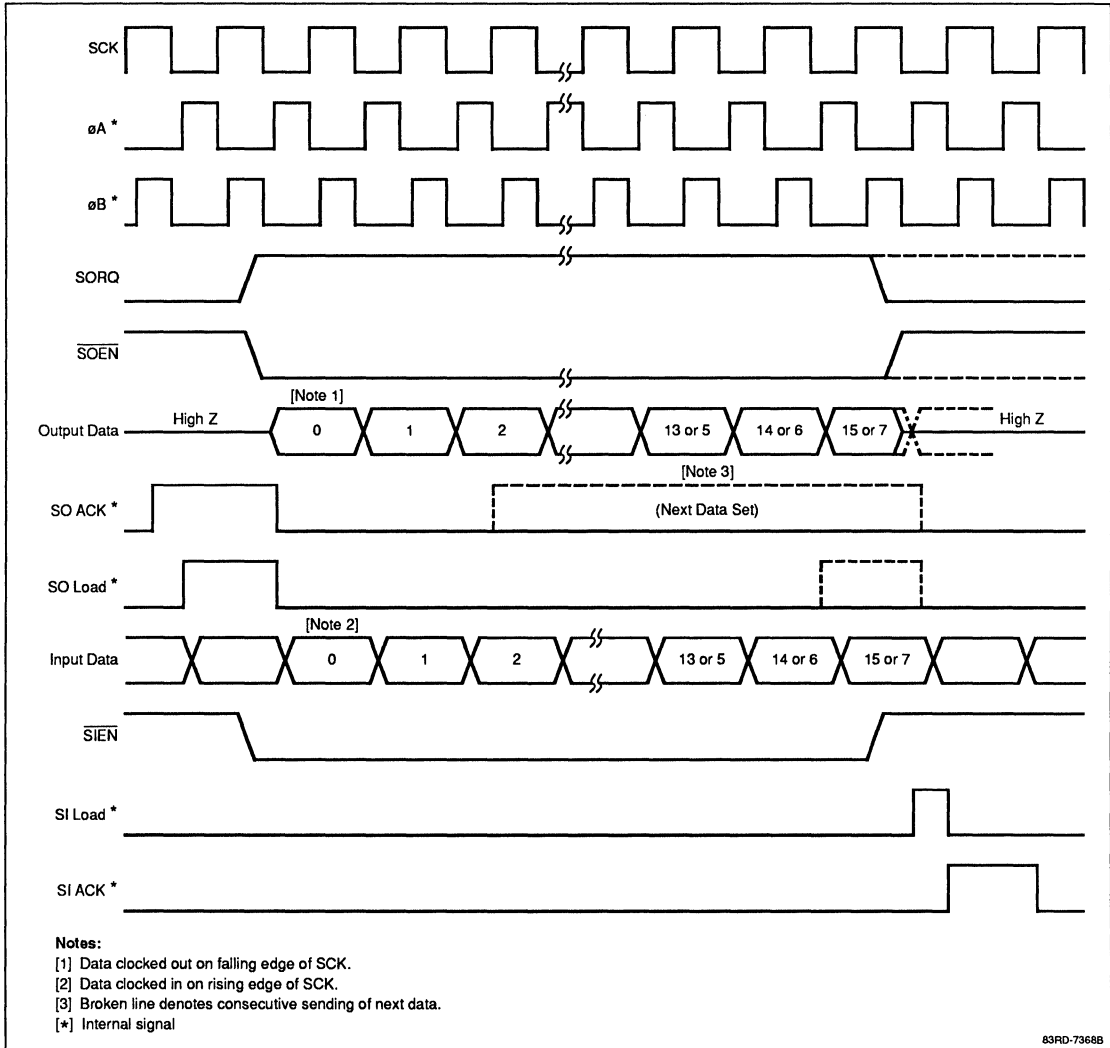 SCK
øA *
øB *
SORQ
SOEN
[Note 1]
Output Data High Z 0 1 2 13 or 5 14 or 6 15 or 7 High Z
[Note 3]
SO ACK * (Next Data Set)
SO Load *
[Note 2]
Input Data 0 1 2 13 or 5 14 or 6 15 or 7
SIEN
SI Load *
SI ACK *
Notes:
[1] Data clocked out on falling edge of SCK.
[2] Data clocked in on rising edge of SCK.
[3] Broken line denotes consecutive sending of next data.
[*] Internal signal
83RD-7368B